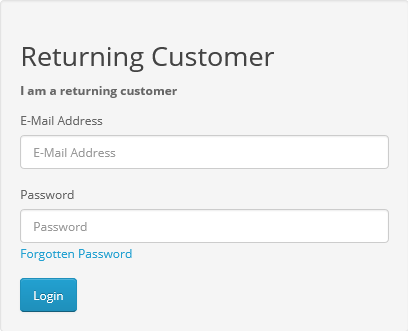 Returning Customer
I am a returning customer
E-Mail Address
E-Mail Address
Password
Password
Forgotten Password
Login